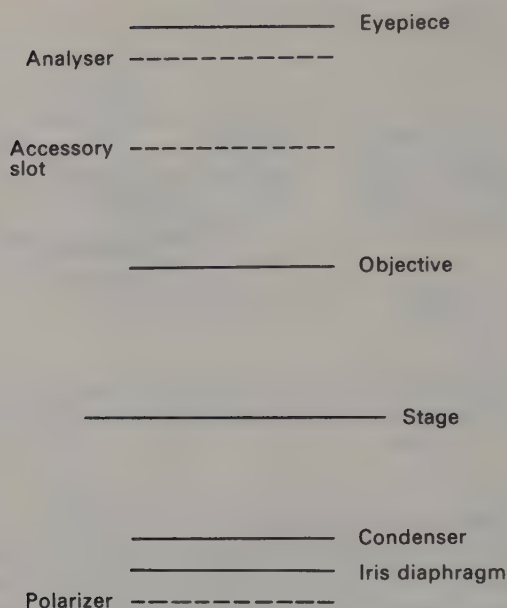 Eyepiece
Analyser
Accessory
slot
Objective
Stage
Condenser
Iris diaphragm
Polarizer